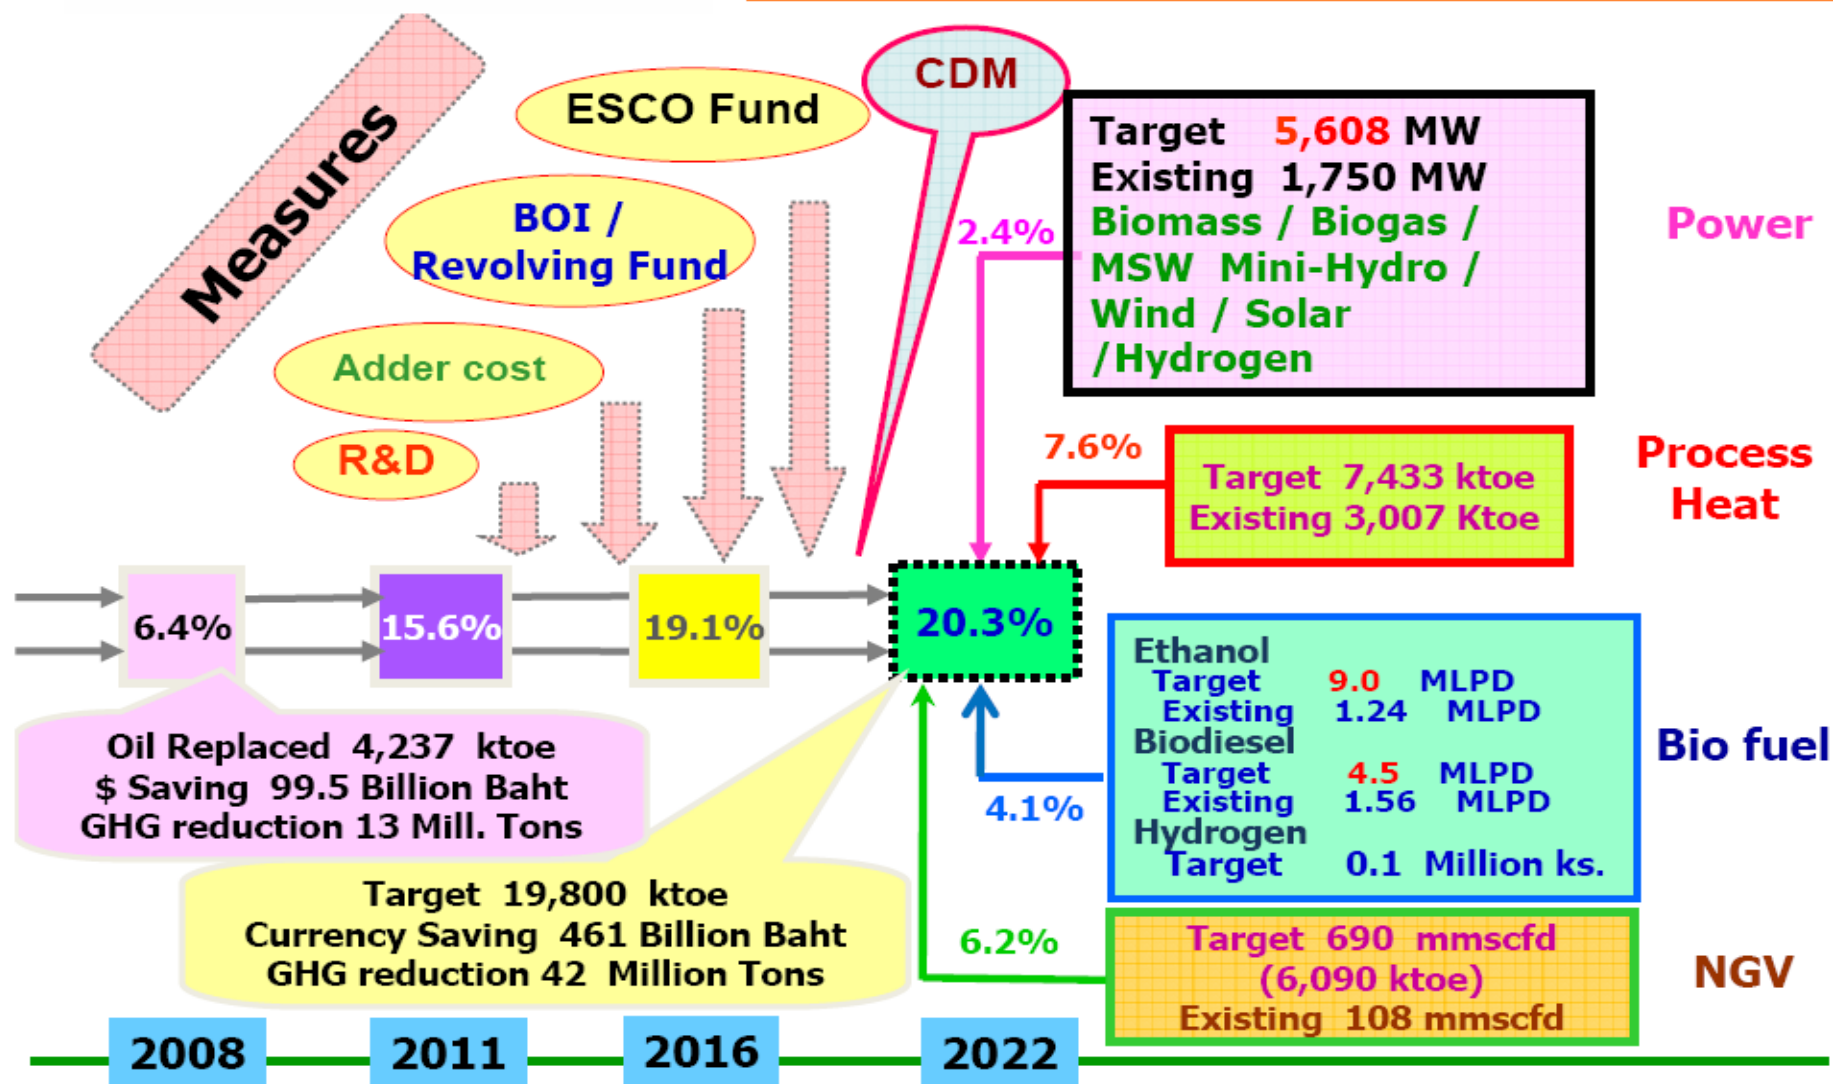 Measures
ESCO Fund
BOI /
Revolving Fund
Adder cost
R&D
CDM
Target 5,608 MW
Existing 1,750 MW
Biomass / Biogas /
MSW Mini-Hydro /
Wind / Solar
/Hydrogen
2.4%
Power
7.6%
Target 7,433 ktoe
Existing 3,007 Ktoe
Process
Heat
6.4%
15.6%
19.1%
20.3%
Oil Replaced 4,237 ktoe
$ Saving 99.5 Billion Baht
GHG reduction 13 Mill. Tons
Target 19,800 ktoe
Currency Saving 461 Billion Baht
GHG reduction 42 Million Tons
4.1%
Ethanol
Target 9.0 MLPD
Existing 1.24 MLPD
Biodiesel
Target 4.5 MLPD
Existing 1.56 MLPD
Hydrogen
Target 0.1 Million ks.
Bio fuel
6.2%
Target 690 mmscfd
(6,090 ktoe)
Existing 108 mmscfd
NGV
2008
2011
2016
2022